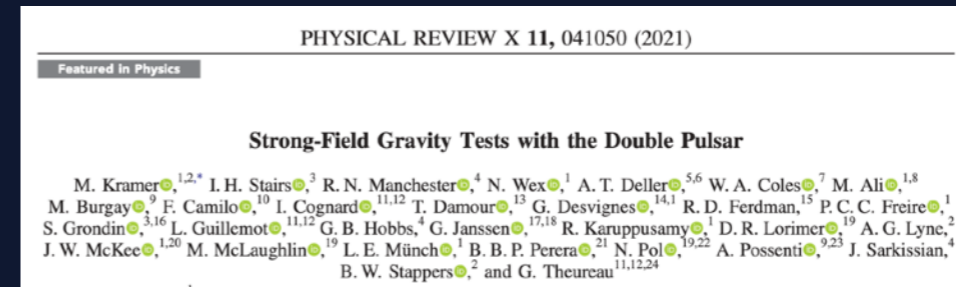 PHYSICAL REVIEW X 11, 041050 (2021)
Featured in Physics
Strong-Field Gravity Tests with the Double Pulsar
M. Kramer,1,2,* I. H. Stairs,3 R. N. Manchester,4 N. Wex,1 A. T. Deller,5,6 W. A. Coles,7 M. Ali,1,8
M. Burgay,9 F. Camilo,10 I. Cognard,11,12 T. Damour,13 G. Desvignes,14,1 R. D. Ferdman,15 P. C. C. Freire,1
S. Grondin,3,16 L. Guillemot,11,12 G. B. Hobbs,4 G. Janssen,17,18 R. Karuppusamy,1 D. R. Lorimer,19 A. G. Lyne,2
J. W. McKee,1,20 M. McLaughlin,19 L. E. Münch,1 B. B. P. Perera,21 N. Pol,19,22 A. Possenti,9,23 J. Sarkissian,4
B. W. Stappers,2 and G. Theureau11,12,24